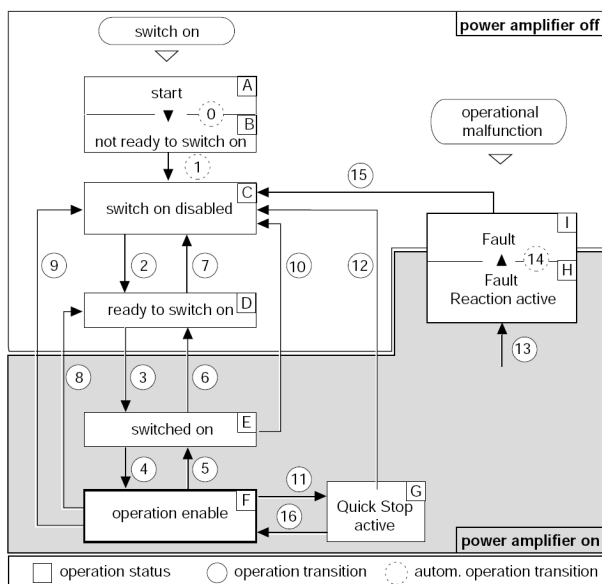 power amplifier off
switch on
A
start
0
B
not ready to switch on
operational
malfunction
1
15
C
switch on disabled
I
Fault
14
H
Fault
Reaction active
9
2
7
10
12
D
ready to switch on
13
8
3
6
E
switched on
4
5
11
G
F
operation enable
16
Quick Stop
active
power amplifier on
operation status
operation transition
autom. operation transition